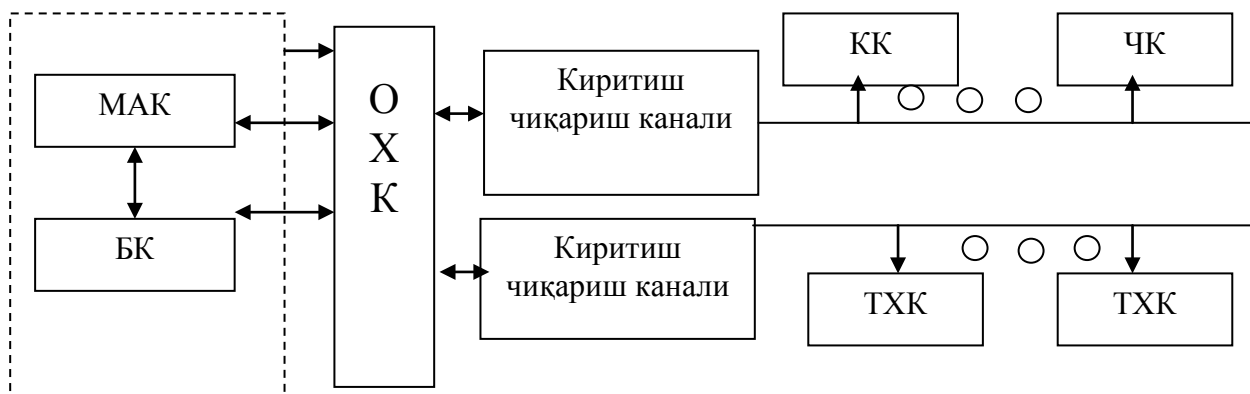 КК
ЧК
МАК
О
Х
К
Киритиш
чиқариш канали
БК
Киритиш
чиқариш канали
ТХК
ТХК